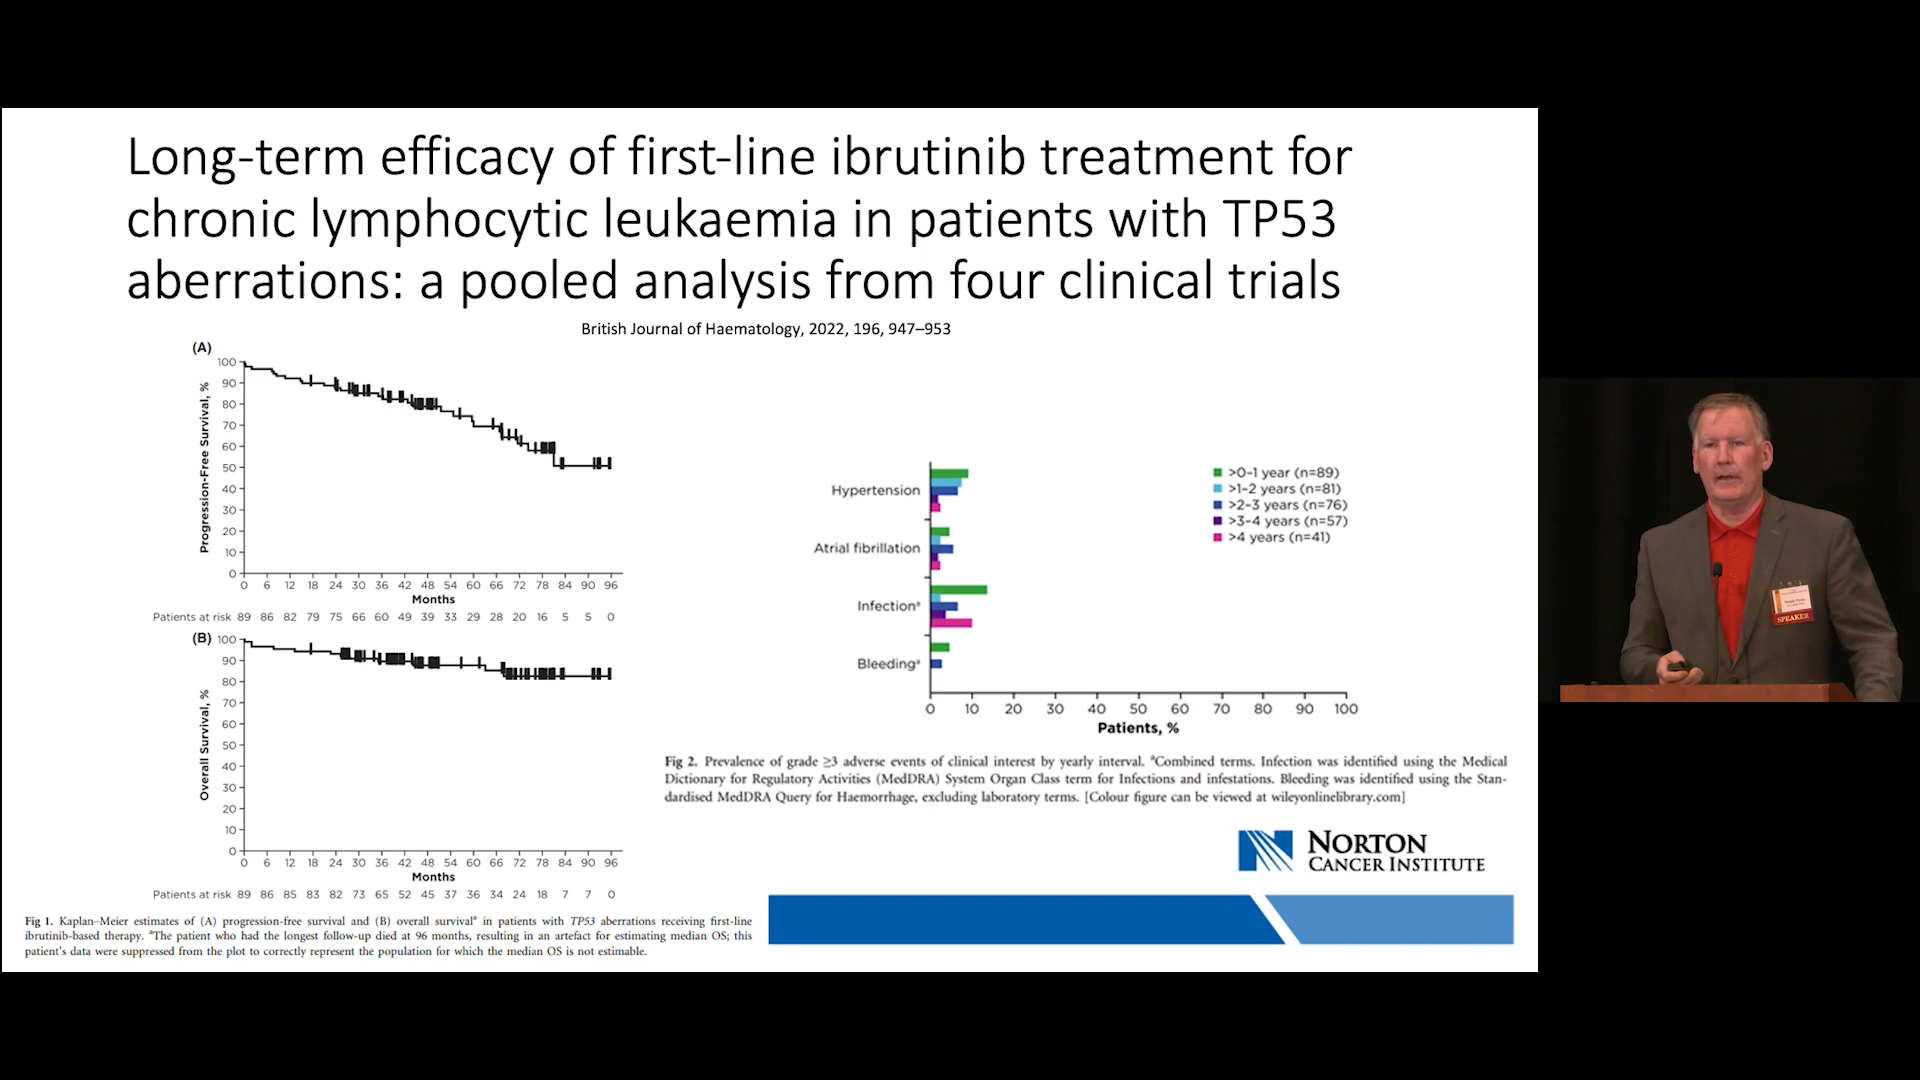 Long-term efficacy of first-line ibrutinib treatment for
chronic lymphocytic leukaemia in patients with TP53
aberrations: a pooled analysis from four clinical trials
British Journal of Haematology, 2022, 196, 947–953
(A)
Progression-Free Survival, %
100
90
80
70
60
50
40
30
20
10
0
0 6 12 18 24 30 36 42 48 54 60 66 72 78 84 90 96
Months
Patients at risk 89 86 82 79 75 66 60 49 39 33 29 28 20 16 5 5 0
(B)
Overall Survival, %
100
90
80
70
60
50
40
30
20
10
0
0 6 12 18 24 30 36 42 48 54 60 66 72 78 84 90 96
Months
Patients at risk 89 86 85 83 82 73 65 52 45 37 36 34 24 18 7 7 0
Fig 1. Kaplan–Meier estimates of (A) progression-free survival and (B) overall survivalª in patients with TP53 aberrations receiving first-line
ibrutinib-based therapy. ªThe patient who had the longest follow-up died at 96 months, resulting in an artefact for estimating median OS; this
patient's data were suppressed from the plot to correctly represent the population for which the median OS is not estimable.
Hypertension
Atrial fibrillation
Infectionª
Bleedingª
>0-1 year (n=89)
>1-2 years (n=81)
>2-3 years (n=76)
>3-4 years (n=57)
>4 years (n=41)
0 10 20 30 40 50 60 70 80 90 100
Patients, %
Fig 2. Prevalence of grade ≥3 adverse events of clinical interest by yearly interval. ªCombined terms. Infection was identified using the Medical
Dictionary for Regulatory Activities (MedDRA) System Organ Class term for Infections and infestations. Bleeding was identified using the Stan-
dardised MedDRA Query for Haemorrhage, excluding laboratory terms. [Colour figure can be viewed at wileyonlinelibrary.com]
NORTON
CANCER INSTITUTE
SPEAKER